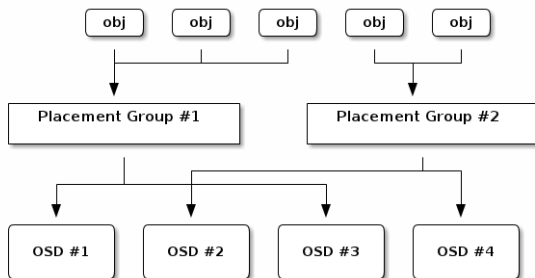 obj obj obj obj obj
Placement Group #1 Placement Group #2
OSD #1 OSD #2 OSD #3 OSD #4